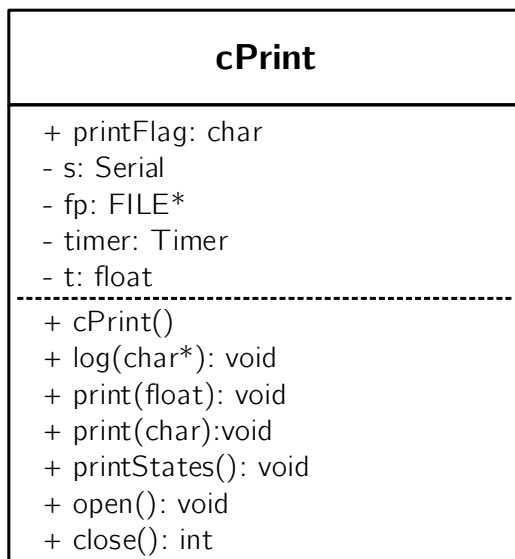 cPrint
+ printFlag: char
- s: Serial
- fp: FILE*
- timer: Timer
- t: float
+ cPrint()
+ log(char*): void
+ print(float): void
+ print(char):void
+ printStates(): void
+ open(): void
+ close(): int